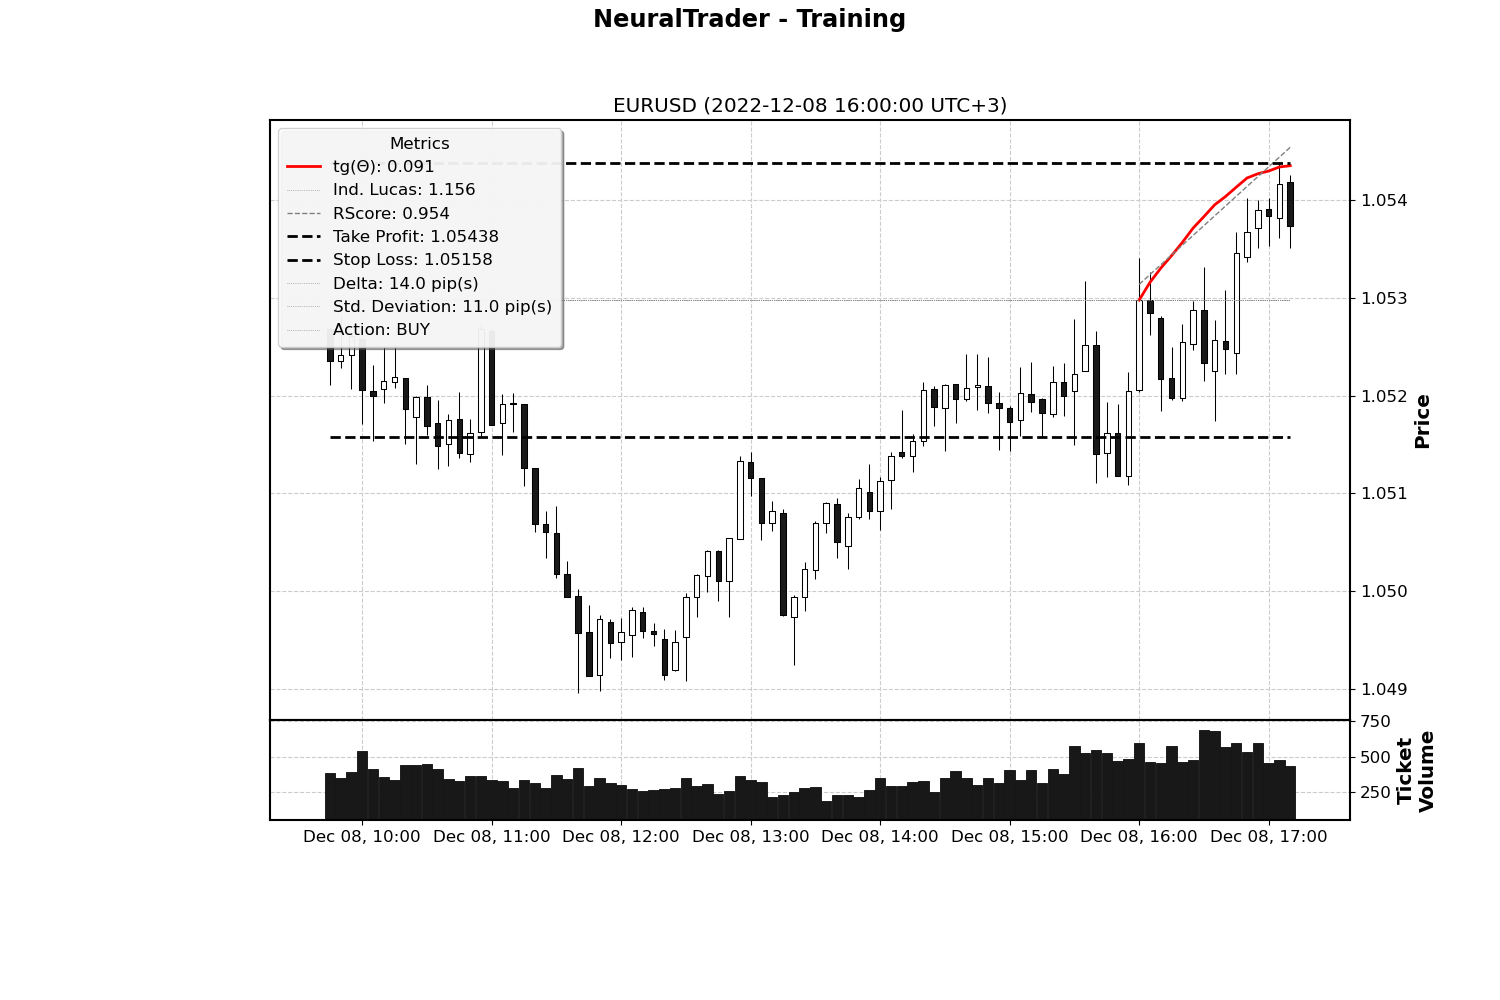 NeuralTrader - Training
EURUSD (2022-12-08 16:00:00 UTC+3)
Metrics
tg(Θ): 0.091
Ind. Lucas: 1.156
RScore: 0.954
Take Profit: 1.05438
Stop Loss: 1.05158
Delta: 14.0 pip(s)
Std. Deviation: 11.0 pip(s)
Action: BUY
1.054
1.053
1.052
1.051
1.050
1.049
Price
750
500
250
Ticket
Volume
Dec 08, 10:00 Dec 08, 11:00 Dec 08, 12:00 Dec 08, 13:00 Dec 08, 14:00 Dec 08, 15:00 Dec 08, 16:00 Dec 08, 17:00